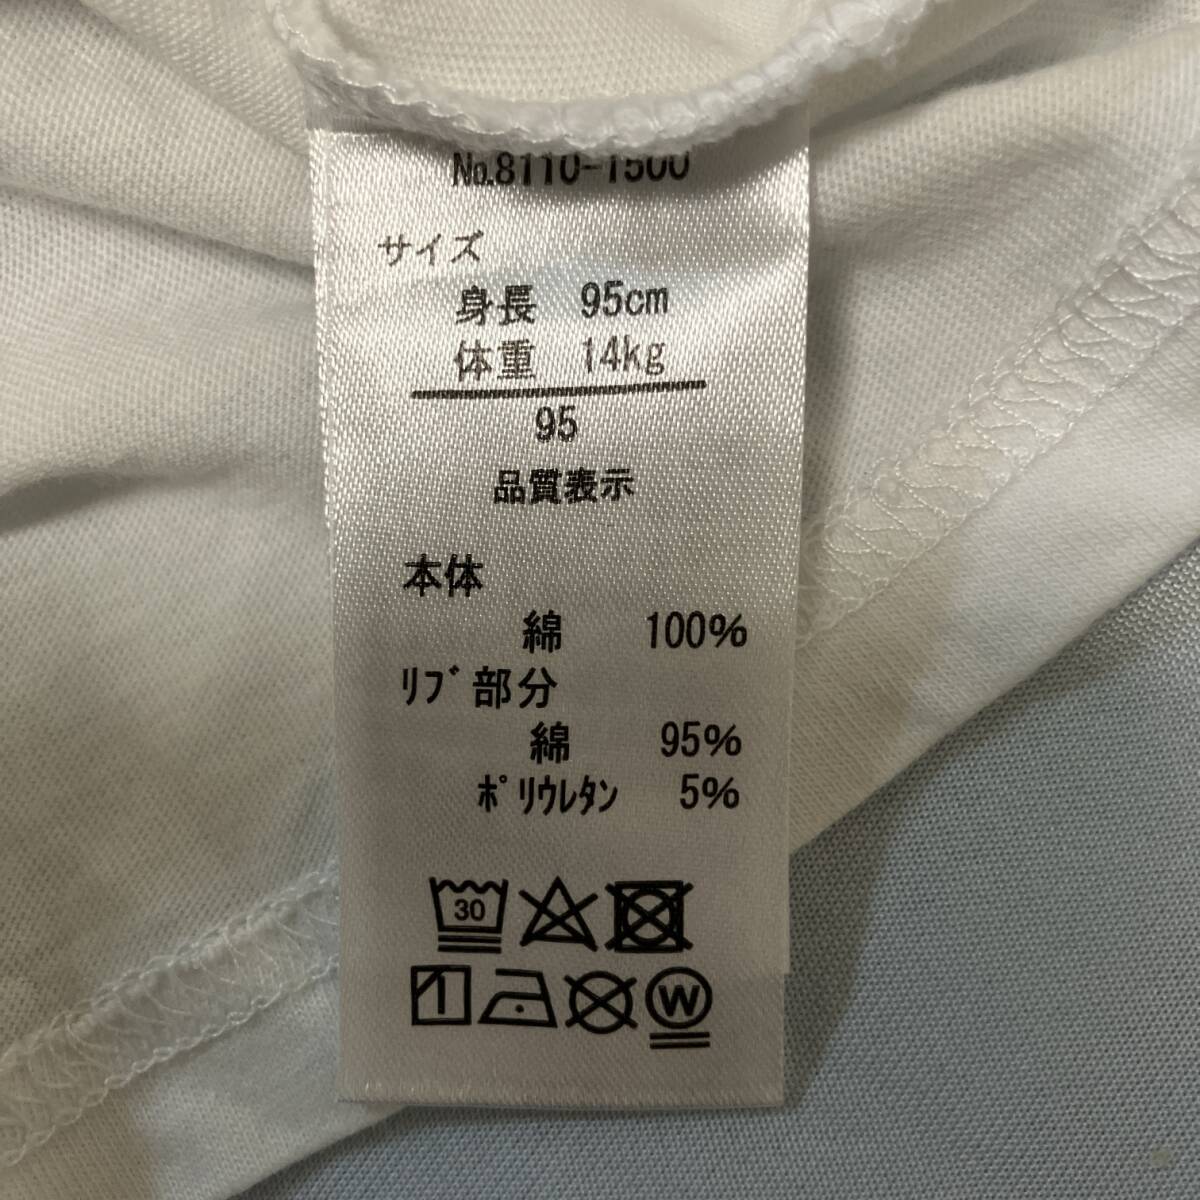 No.8110-1500
サイズ
身長 95cm
体重 14kg
95
品質表示
本体
綿 100%
ﾘﾌﾞ部分
綿 95%
ﾎﾟﾘｳﾚﾀﾝ 5%
30
W